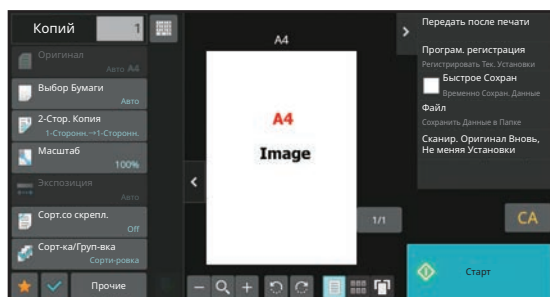 Копий 1
Оригинал
Авто A4
Выбор Бумаги
Авто
2-Стор. Копия
1-Сторонн.→1-Сторонн.
Масштаб
100%
Экспозиция
Авто
Сорт.со скрепл.
Off
Сорт-ка/Груп-вка
Сорти-ровка
Прочие
A4
A4
Image
1/1
Передать после печати
Програм. регистрация
Регистрировать Тек. Установки
Быстрое Сохран
Временно Сохран. Данные
Файл
Сохранить Данные в Папке
Сканир. Оригинал Вновь,
Не меняя Установки
CA
Старт